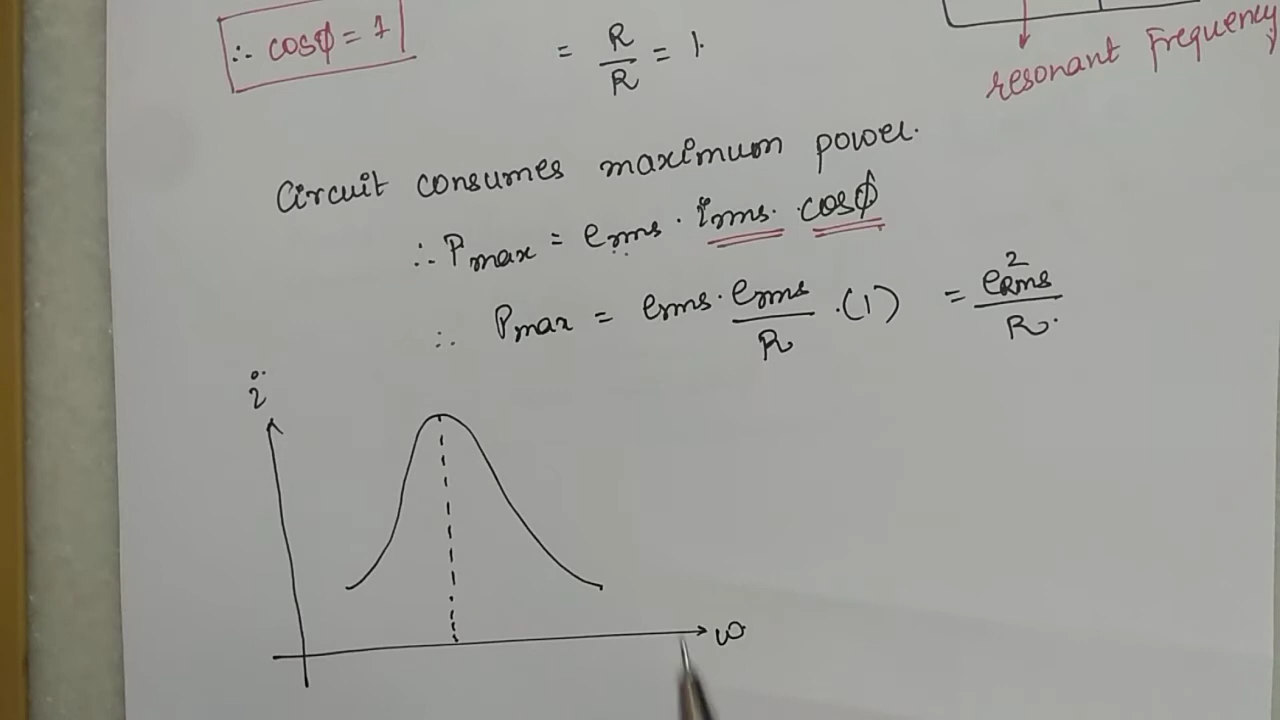 ∴ cosϕ = 1
= R/R = 1.
resonant Frequency
Circuit consumes maximum power.
∴ Pmax = erms · irms · cosϕ
∴ Pmax = erms · erms/R · (1) = e²Rms/R.
i
ω